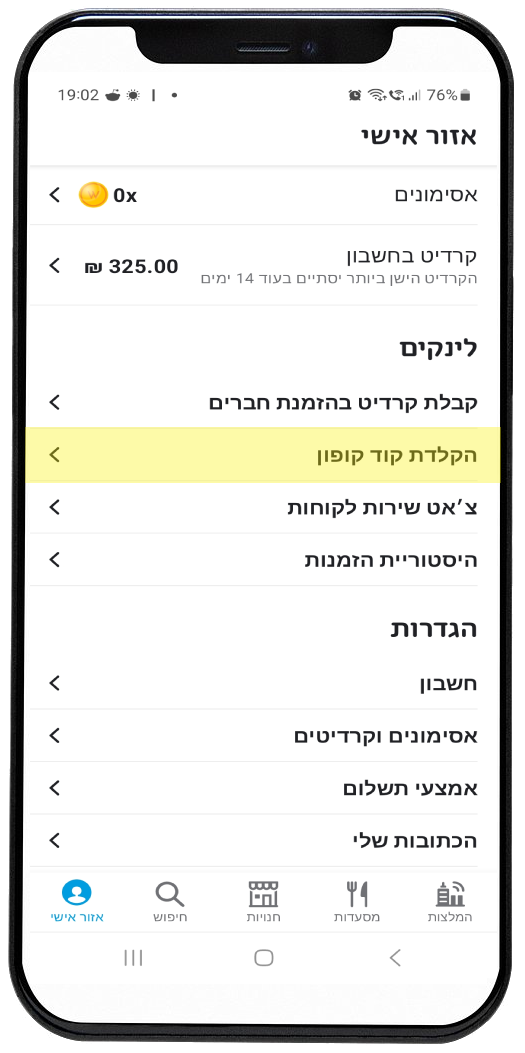 19:02
76%
אזור אישי
אסימונים
0x
קרדיט בחשבון
הקרדיט הישן ביותר יסתיים בעוד 14 ימים
325.00 ₪
לינקים
קבלת קרדיט בהזמנת חברים
הקלדת קוד קופון
צ׳אט שירות לקוחות
היסטוריית הזמנות
הגדרות
חשבון
אסימונים וקרדיטים
אמצעי תשלום
הכתובות שלי
המלצות
מסעדות
חנויות
חיפוש
אזור אישי